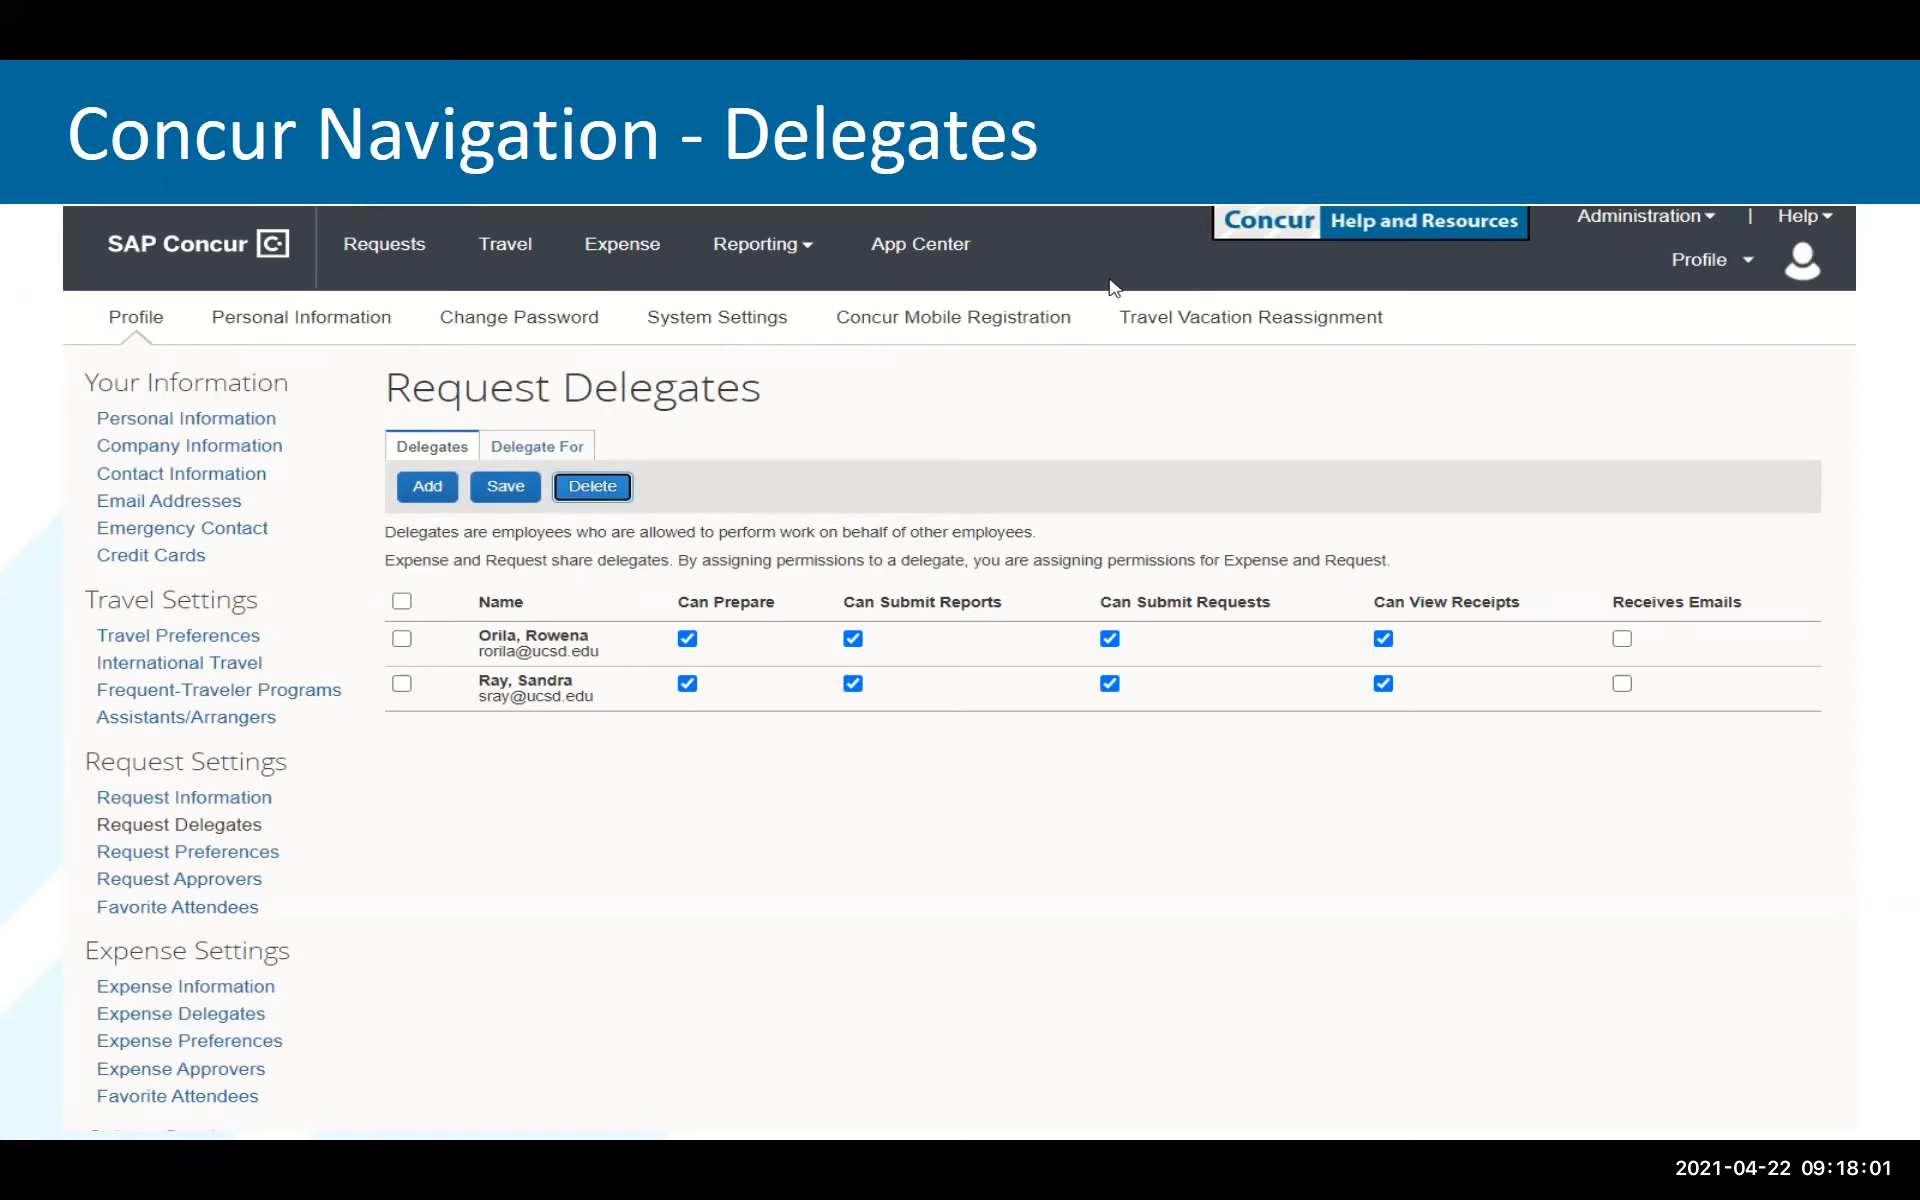 Concur Navigation - Delegates
SAP Concur C Requests Travel Expense Reporting App Center
Concur Help and Resources
Administration | Help
Profile
Profile Personal Information Change Password System Settings Concur Mobile Registration Travel Vacation Reassignment
Your Information
Personal Information
Company Information
Contact Information
Email Addresses
Emergency Contact
Credit Cards
Travel Settings
Travel Preferences
International Travel
Frequent-Traveler Programs
Assistants/Arrangers
Request Settings
Request Information
Request Delegates
Request Preferences
Request Approvers
Favorite Attendees
Expense Settings
Expense Information
Expense Delegates
Expense Preferences
Expense Approvers
Favorite Attendees
Request Delegates
Delegates Delegate For
Add Save Delete
Delegates are employees who are allowed to perform work on behalf of other employees.
Expense and Request share delegates. By assigning permissions to a delegate, you are assigning permissions for Expense and Request.
Name Can Prepare Can Submit Reports Can Submit Requests Can View Receipts Receives Emails
Orila, Rowena
rorila@ucsd.edu
Ray, Sandra
sray@ucsd.edu
2021-04-22 09:18:01